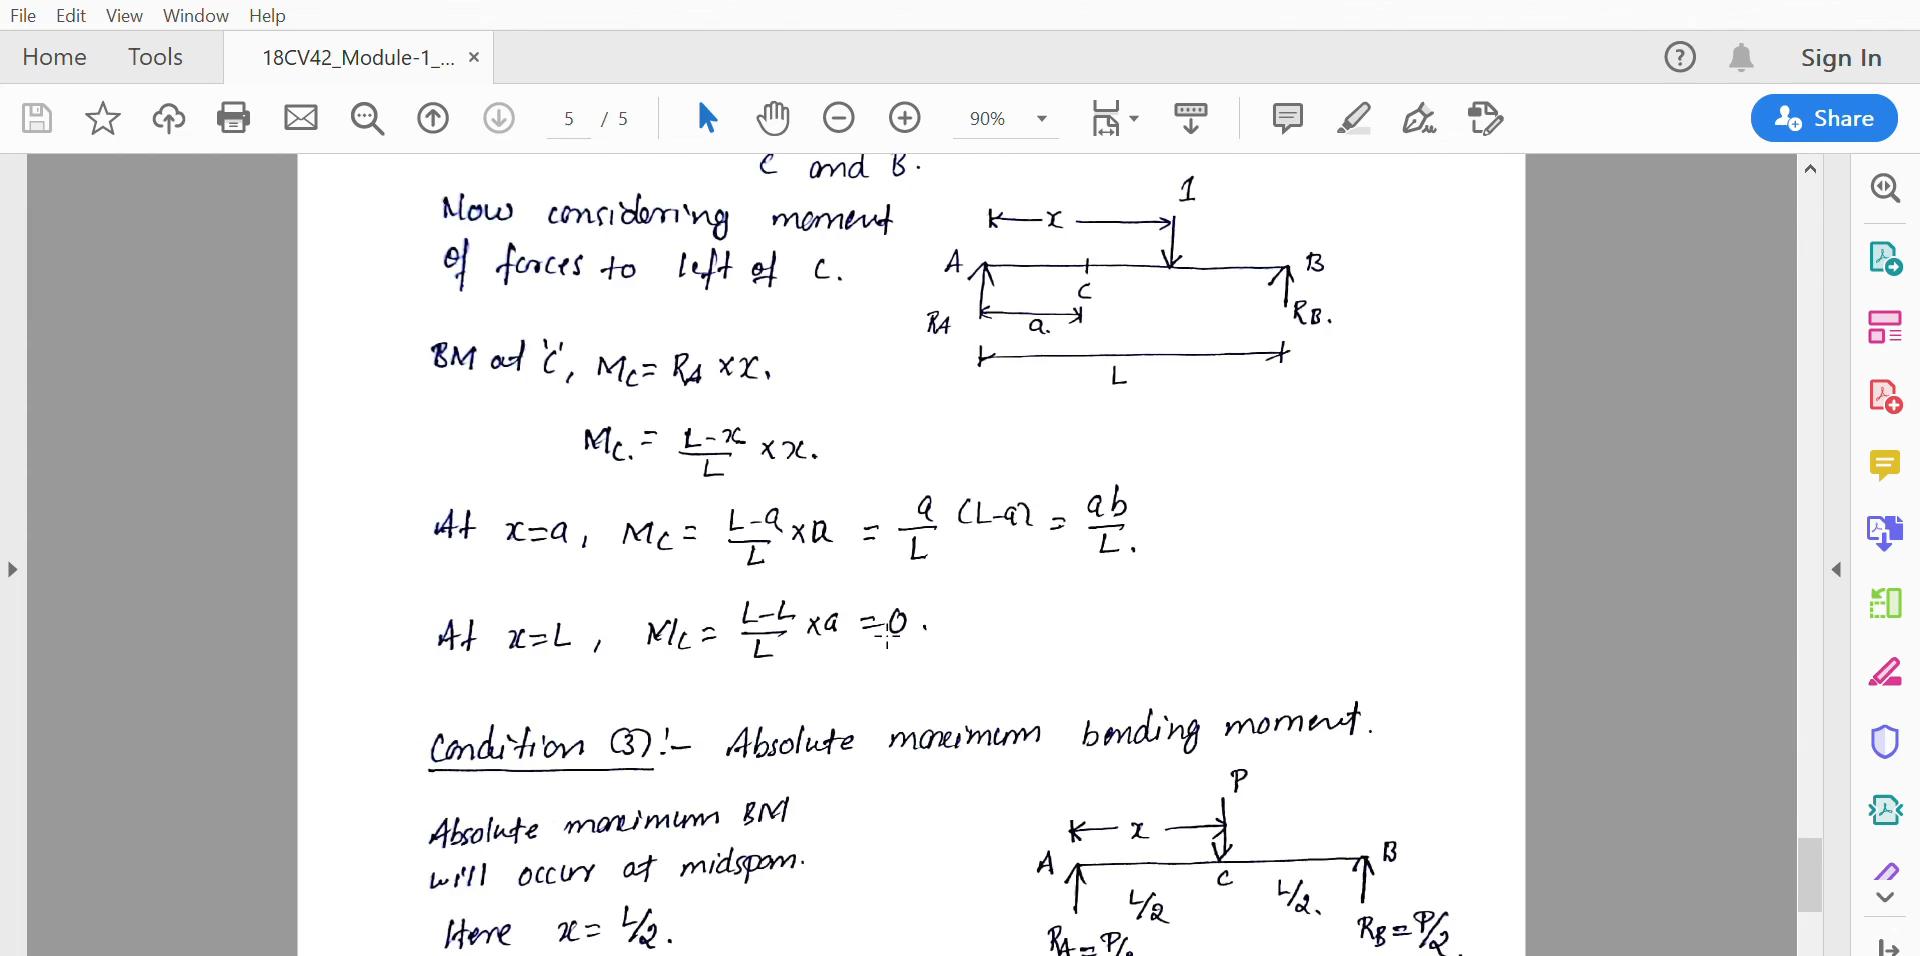 File Edit View Window Help
Home Tools 18CV42_Module-1_... × Sign In
5 / 5 90% Share
C and B.
Now considering moment
of forces to left of C.
1
x
A C B
RA a. RB.
L
BM at 'C', MC = RA × x.
MC. = L-x/L × x.
At x=a, MC = L-a/L × a = a/L (L-a) = ab/L.
At x=L, MC = L-L/L × a = 0.
Condition (3):- Absolute maximum bending moment.
Absolute maximum BM
will occur at midspan.
Here x = L/2.
P
x
A C B
L/2 L/2.
RA = P/2 RB = P/2.